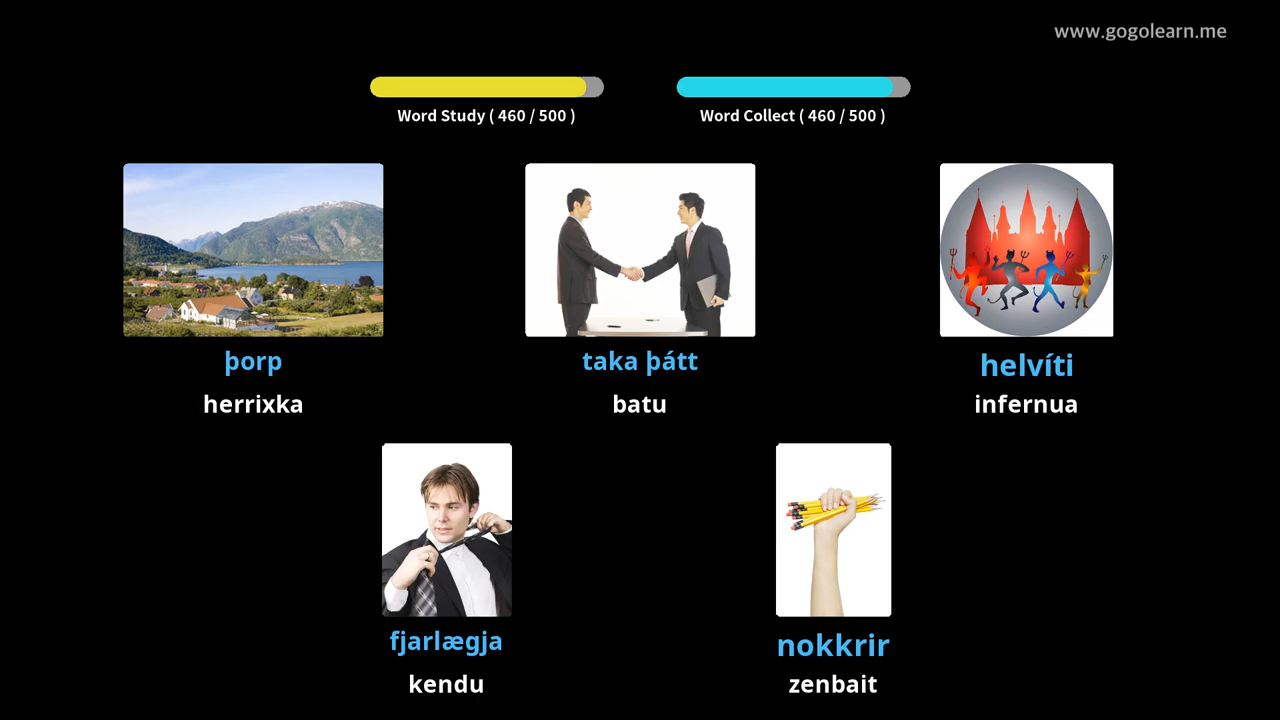 www.gogolearn.me
Word Study ( 460 / 500 )
Word Collect ( 460 / 500 )
þorp
taka þátt
helvíti
herrixka
batu
infernua
fjarlægja
nokkrir
kendu
zenbait